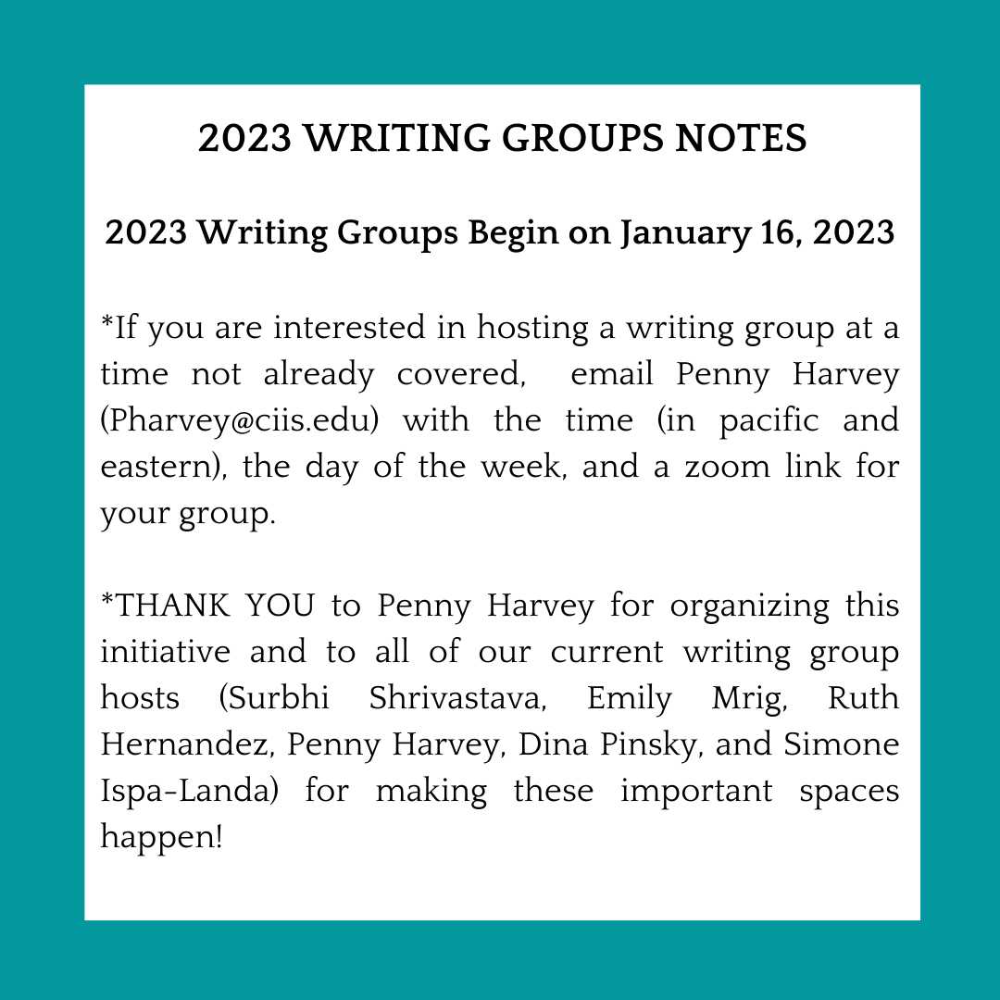 2023 WRITING GROUPS NOTES
2023 Writing Groups Begin on January 16, 2023
*If you are interested in hosting a writing group at a
time not already covered,  email Penny Harvey
(Pharvey@ciis.edu) with the time (in pacific and
eastern), the day of the week, and a zoom link for
your group.
*THANK YOU to Penny Harvey for organizing this
initiative and to all of our current writing group
hosts (Surbhi Shrivastava, Emily Mrig, Ruth
Hernandez, Penny Harvey, Dina Pinsky, and Simone
Ispa-Landa) for making these important spaces
happen!